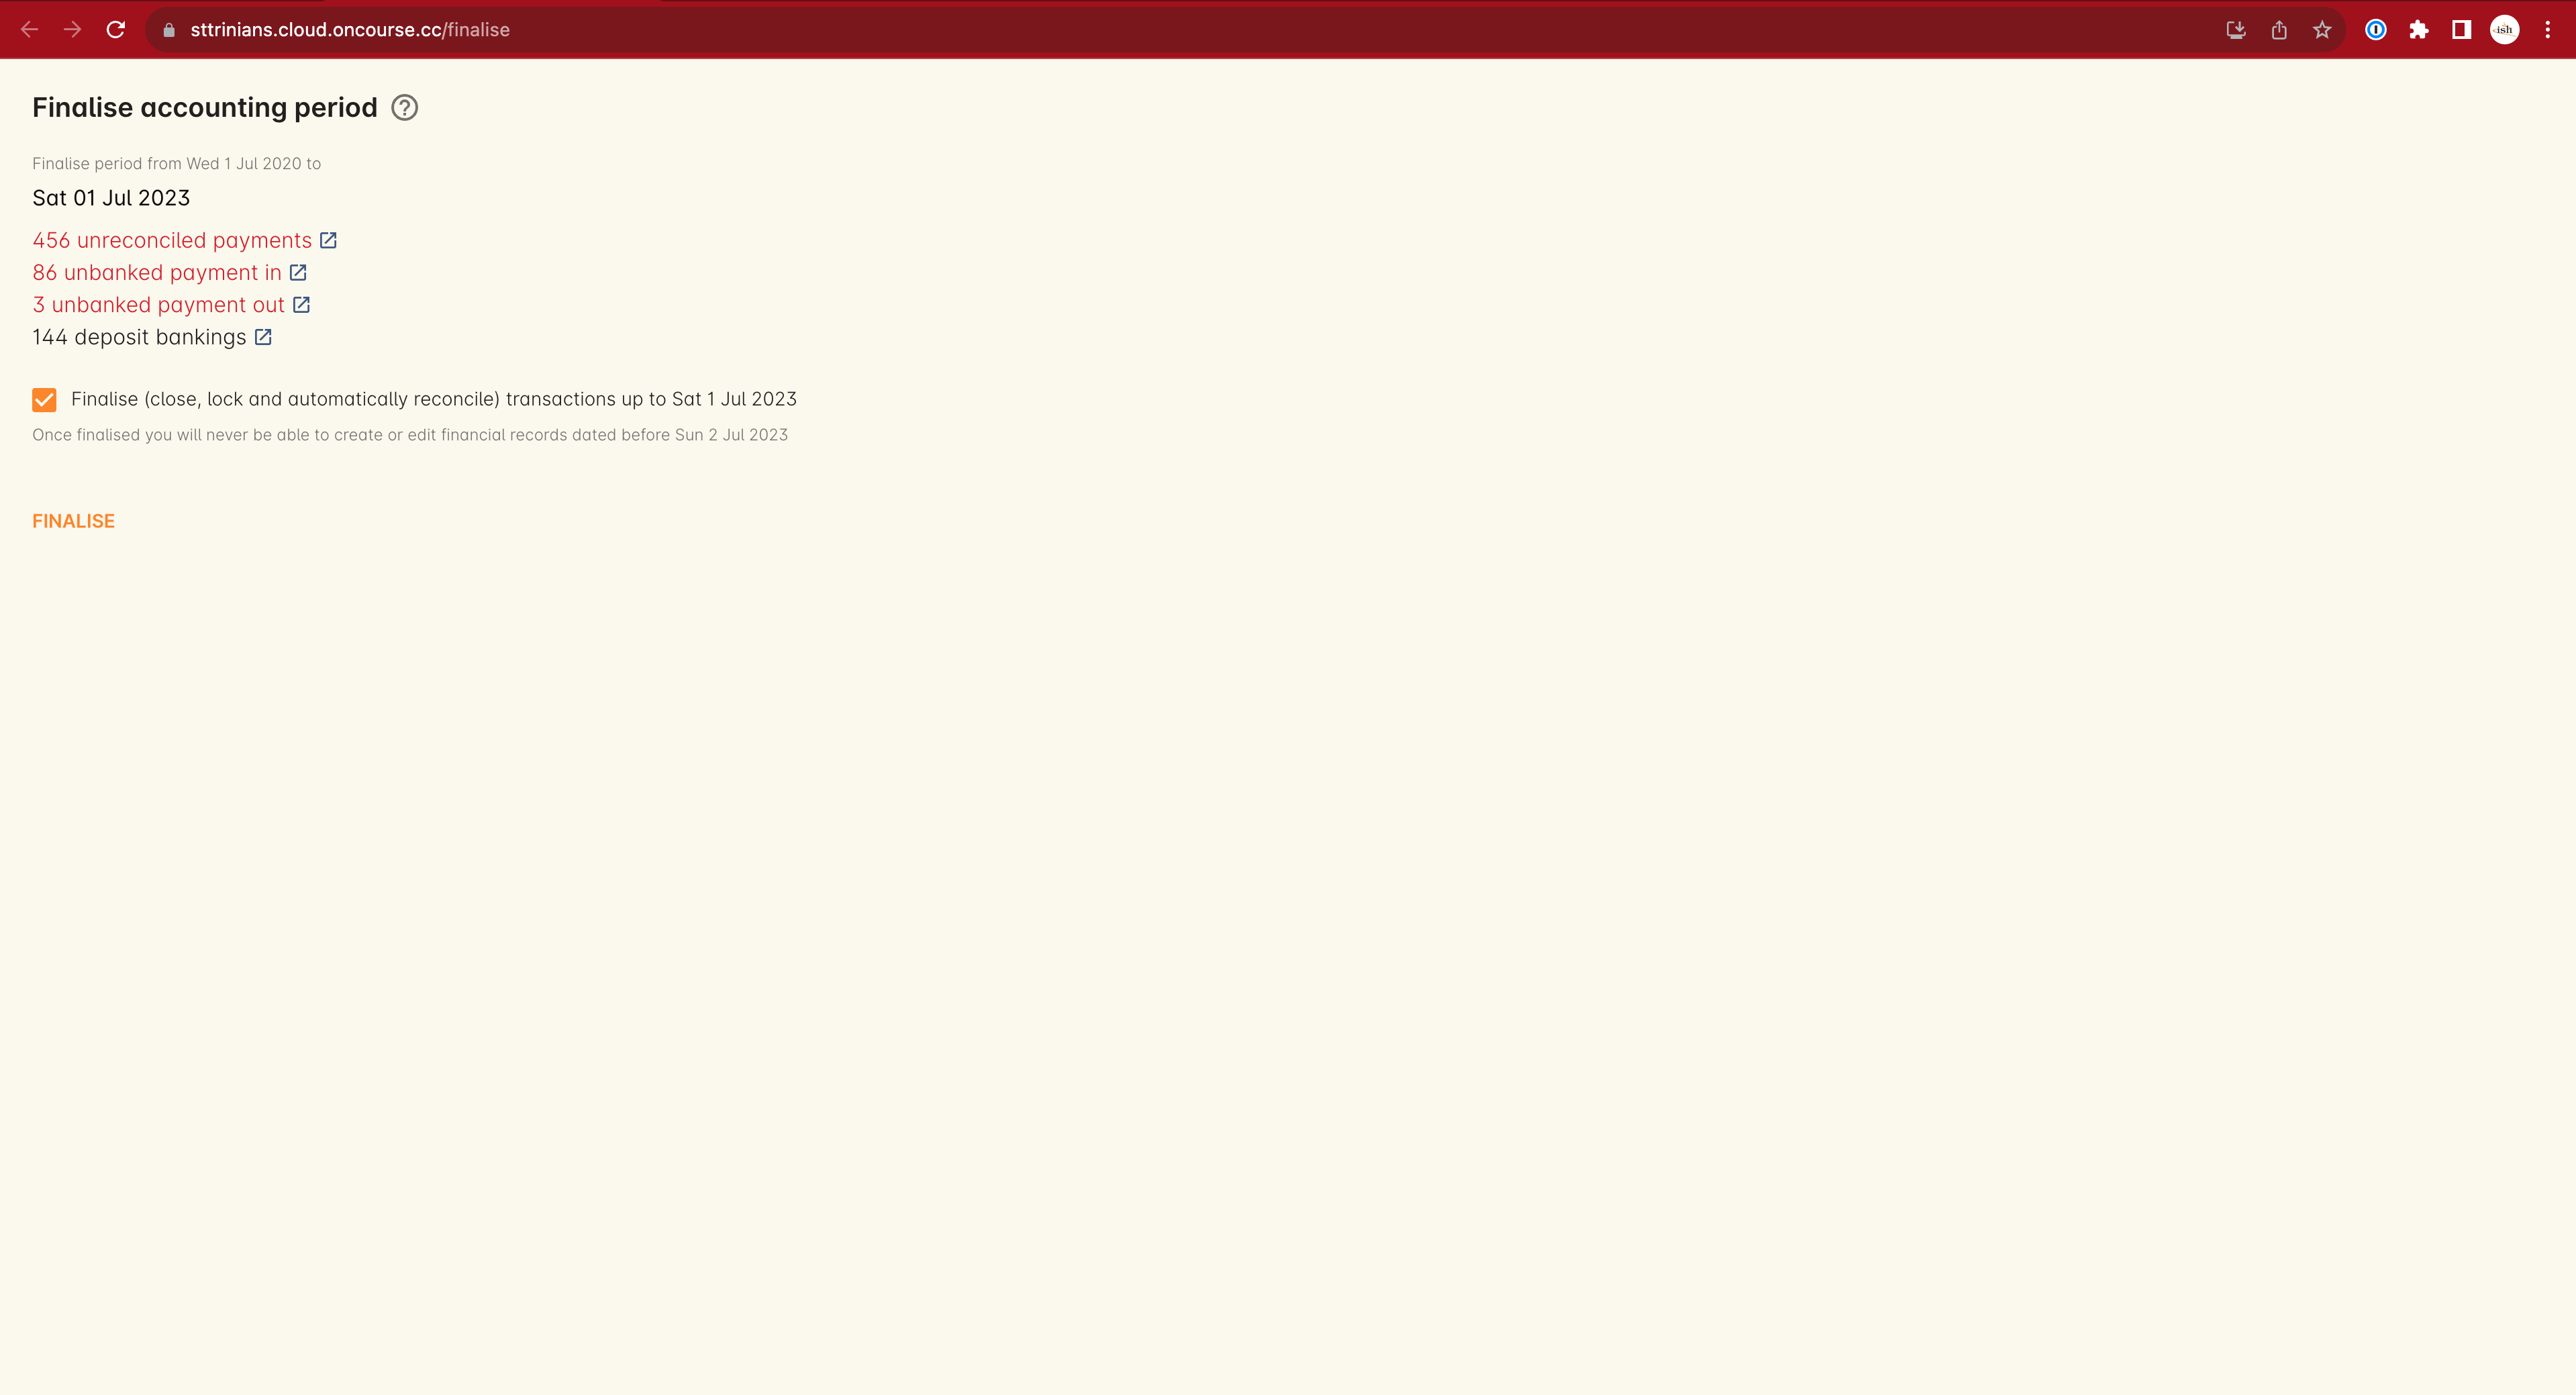 sttrinians.cloud.oncourse.cc/finalise
ish
Finalise accounting period
Finalise period from Wed 1 Jul 2020 to
Sat 01 Jul 2023
456 unreconciled payments
86 unbanked payment in
3 unbanked payment out
144 deposit bankings
Finalise (close, lock and automatically reconcile) transactions up to Sat 1 Jul 2023
Once finalised you will never be able to create or edit financial records dated before Sun 2 Jul 2023
FINALISE